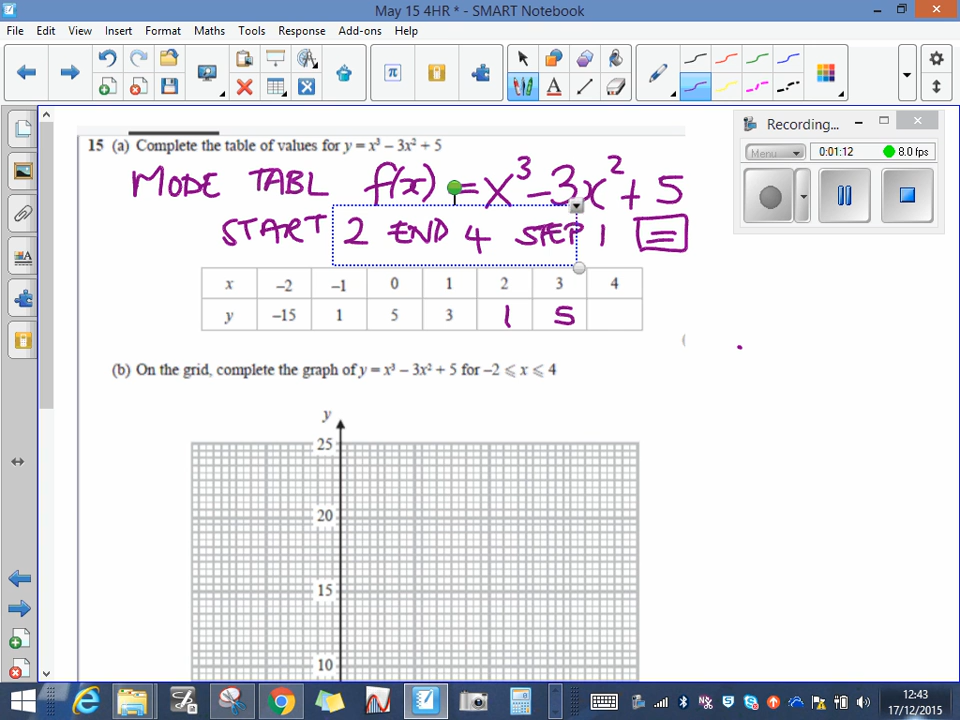 May 15 4HR * - SMART Notebook
File Edit View Insert Format Maths Tools Response Add-ons Help
Recording...
Menu 00:01:12 8.0 fps
15 (a) Complete the table of values for y = x³ – 3x² + 5
MODE TABL f(x) = x³ - 3x² + 5
START 2 END 4 STEP 1 =
x –2 –1 0 1 2 3 4
y –15 1 5 3 1 5
(b) On the grid, complete the graph of y = x³ – 3x² + 5 for –2 ⩽ x ⩽ 4
y
25
20
15
10
12:43
17/12/2015